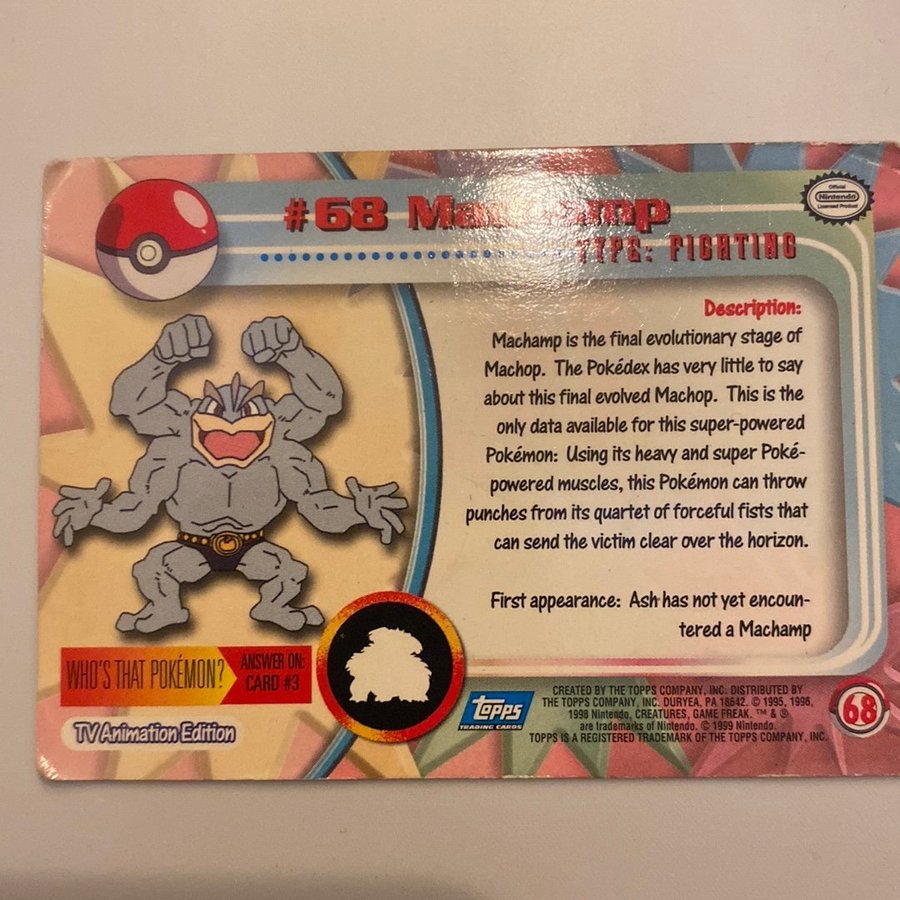 #68 Machamp
TYPE: FIGHTING
Official
Nintendo
Licensed Product
Description:
Machamp is the final evolutionary stage of
Machop. The Pokédex has very little to say
about this final evolved Machop. This is the
only data available for this super-powered
Pokémon: Using its heavy and super Poké-
powered muscles, this Pokémon can throw
punches from its quartet of forceful fists that
can send the victim clear over the horizon.
First appearance: Ash has not yet encoun-
tered a Machamp
WHO'S THAT POKÉMON?
ANSWER ON:
CARD #3
TV Animation Edition
topps
TRADING CARDS
CREATED BY THE TOPPS COMPANY, INC. DISTRIBUTED BY
THE TOPPS COMPANY, INC. DURYEA, PA 18642. © 1995, 1996,
1998 Nintendo, CREATURES, GAME FREAK. ™ & ®
are trademarks of Nintendo. © 1999 Nintendo.
TOPPS IS A REGISTERED TRADEMARK OF THE TOPPS COMPANY, INC.
68